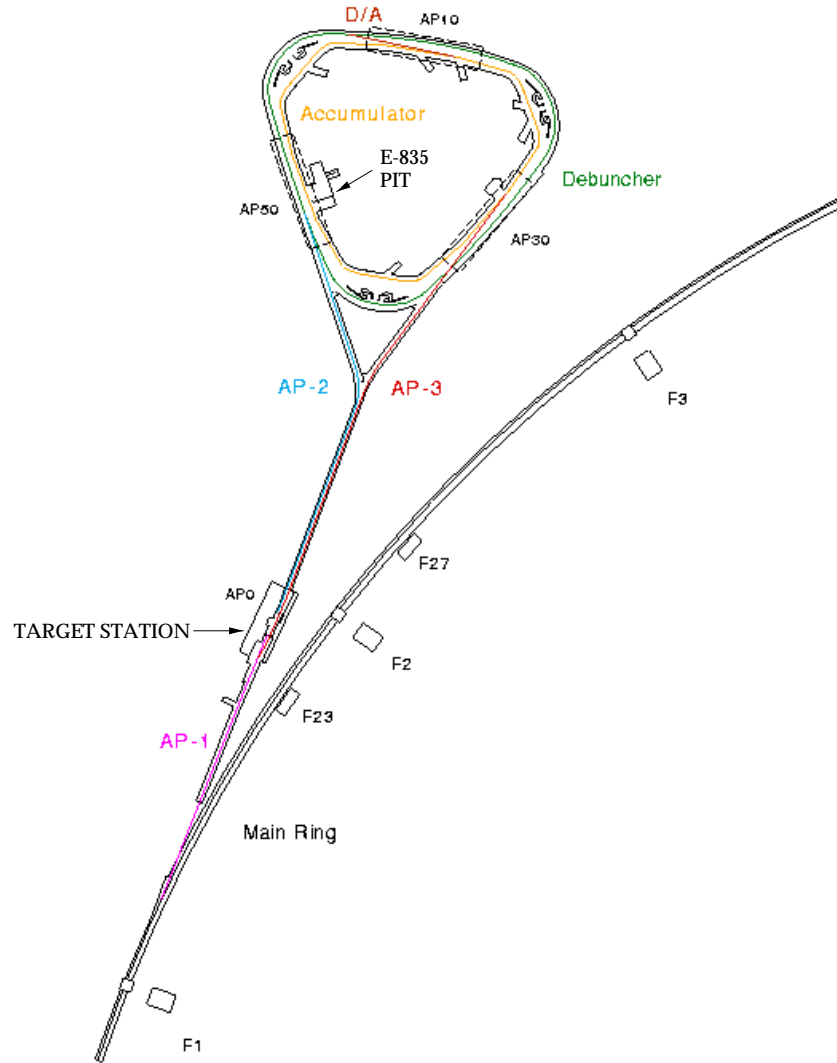 D/A
AP10
Accumulator
E-835
PIT
Debuncher
AP50
AP30
AP-2
AP-3
F3
F27
AP0
TARGET STATION
F2
F23
AP-1
Main Ring
F1